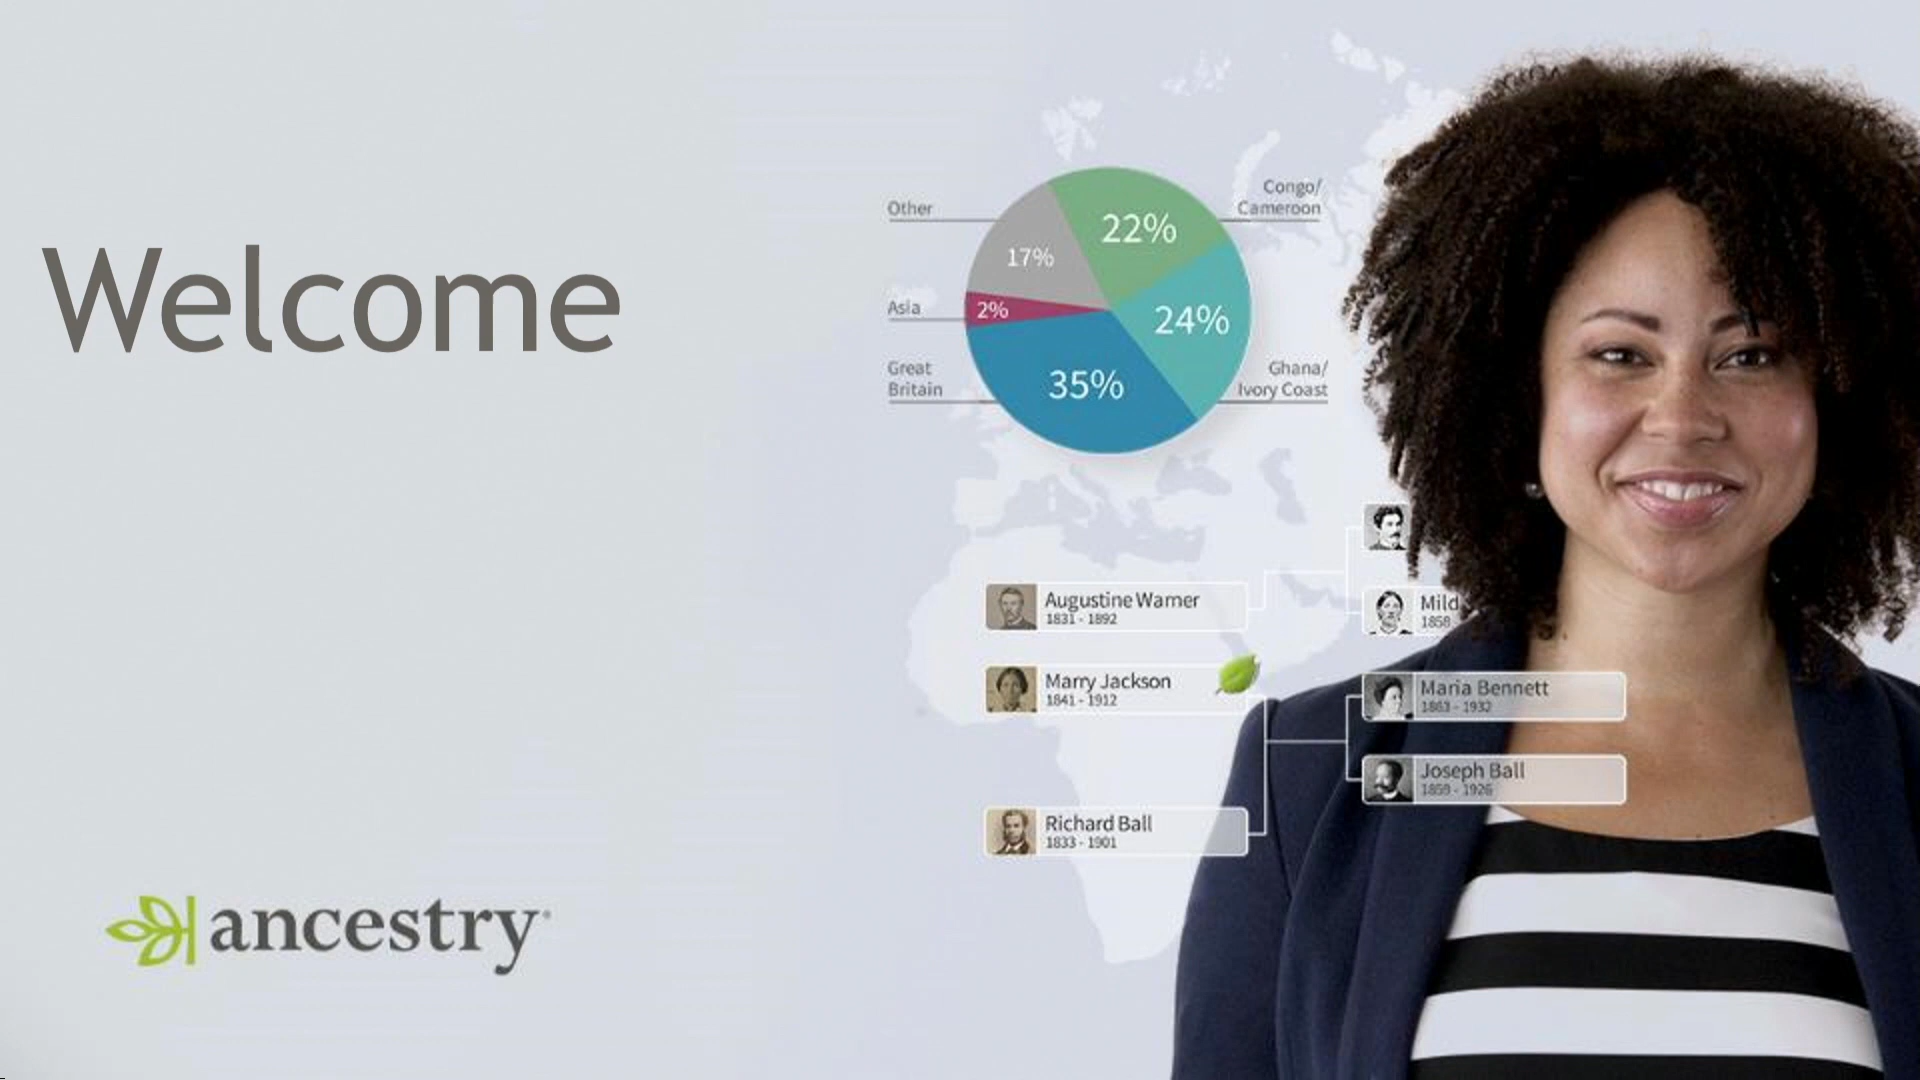 Welcome
Other
Congo/
Cameroon
22%
17%
Asia
2%
24%
Great
Britain
35%
Ghana/
Ivory Coast
Augustine Warner
1831 - 1892
Mild
1858
Marry Jackson
1841 - 1912
Maria Bennett
1863 - 1932
Joseph Ball
1859 - 1926
Richard Ball
1833 - 1901
ancestry